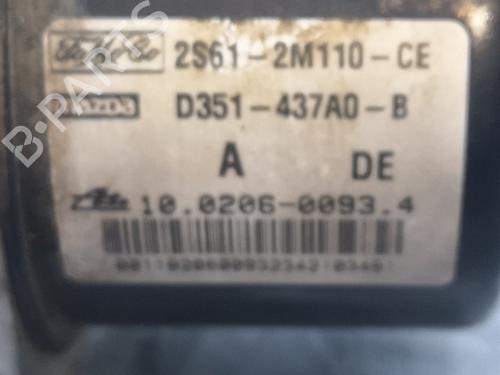 2S61-2M110-CE
D351-437A0-B
A DE
10.0206-0093.4
B-PARTS